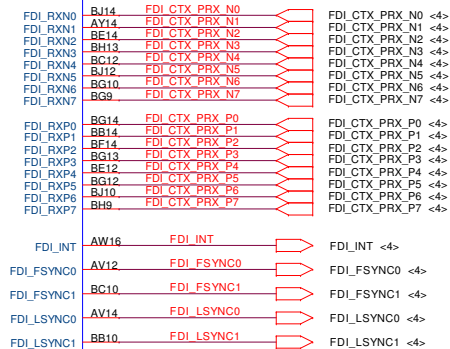 FDI_RXN0 BJ14 FDI_CTX_PRX_N0 FDI_CTX_PRX_N0 <4>
FDI_RXN1 AY14 FDI_CTX_PRX_N1 FDI_CTX_PRX_N1 <4>
FDI_RXN2 BE14 FDI_CTX_PRX_N2 FDI_CTX_PRX_N2 <4>
FDI_RXN3 BH13 FDI_CTX_PRX_N3 FDI_CTX_PRX_N3 <4>
FDI_RXN4 BC12 FDI_CTX_PRX_N4 FDI_CTX_PRX_N4 <4>
FDI_RXN5 BJ12 FDI_CTX_PRX_N5 FDI_CTX_PRX_N5 <4>
FDI_RXN6 BG10 FDI_CTX_PRX_N6 FDI_CTX_PRX_N6 <4>
FDI_RXN7 BG9 FDI_CTX_PRX_N7 FDI_CTX_PRX_N7 <4>
FDI_RXP0 BG14 FDI_CTX_PRX_P0 FDI_CTX_PRX_P0 <4>
FDI_RXP1 BB14 FDI_CTX_PRX_P1 FDI_CTX_PRX_P1 <4>
FDI_RXP2 BF14 FDI_CTX_PRX_P2 FDI_CTX_PRX_P2 <4>
FDI_RXP3 BG13 FDI_CTX_PRX_P3 FDI_CTX_PRX_P3 <4>
FDI_RXP4 BE12 FDI_CTX_PRX_P4 FDI_CTX_PRX_P4 <4>
FDI_RXP5 BG12 FDI_CTX_PRX_P5 FDI_CTX_PRX_P5 <4>
FDI_RXP6 BJ10 FDI_CTX_PRX_P6 FDI_CTX_PRX_P6 <4>
FDI_RXP7 BH9 FDI_CTX_PRX_P7 FDI_CTX_PRX_P7 <4>
FDI_INT AW16 FDI_INT FDI_INT <4>
FDI_FSYNC0 AV12 FDI_FSYNC0 FDI_FSYNC0 <4>
FDI_FSYNC1 BC10 FDI_FSYNC1 FDI_FSYNC1 <4>
FDI_LSYNC0 AV14 FDI_LSYNC0 FDI_LSYNC0 <4>
FDI_LSYNC1 BB10 FDI_LSYNC1 FDI_LSYNC1 <4>